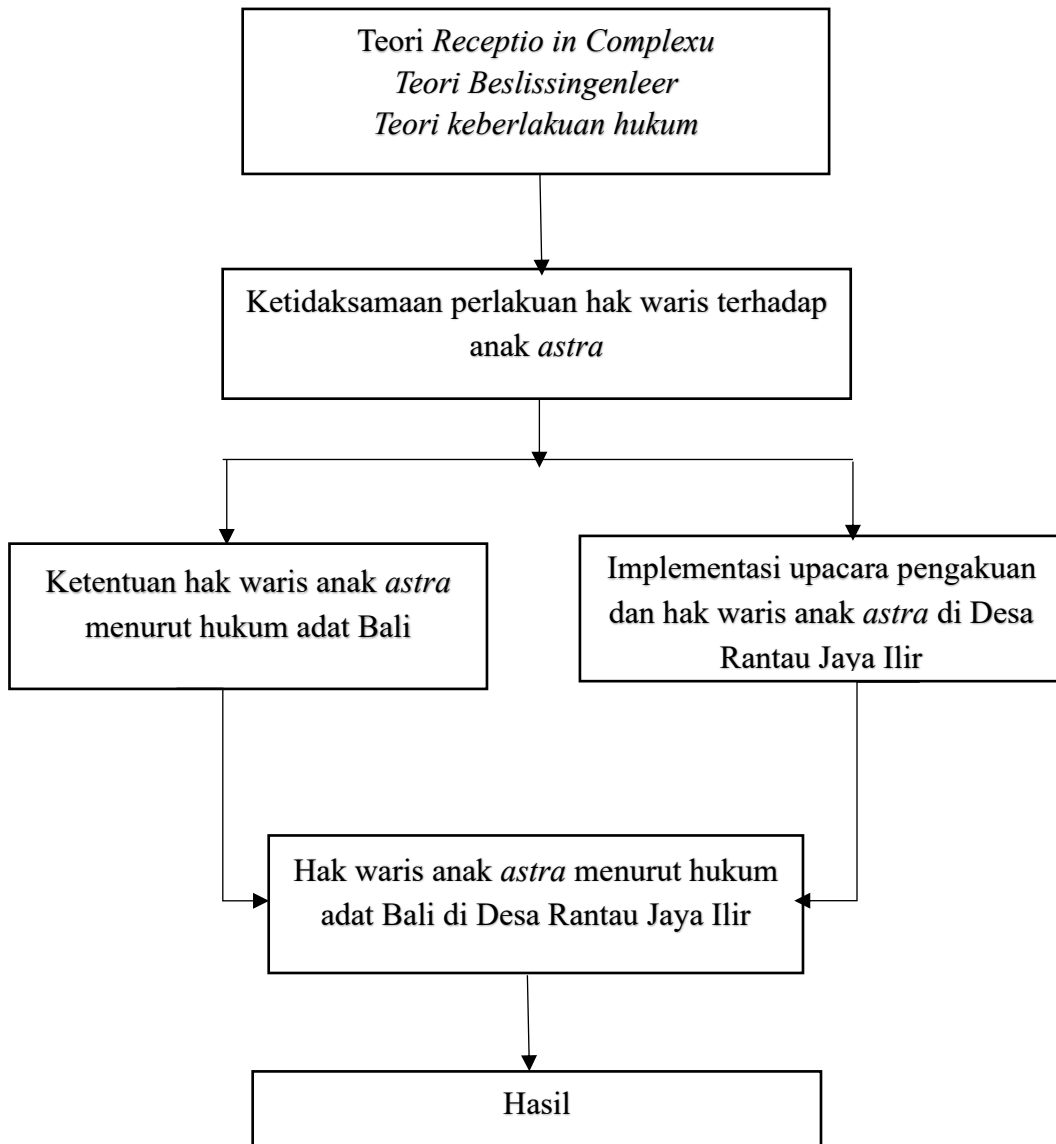 Teori Receptio in Complexu
Teori Beslissingenleer
Teori keberlakuan hukum
Ketidaksamaan perlakuan hak waris terhadap
anak astra
Ketentuan hak waris anak astra
menurut hukum adat Bali
Implementasi upacara pengakuan
dan hak waris anak astra di Desa
Rantau Jaya Ilir
Hak waris anak astra menurut hukum
adat Bali di Desa Rantau Jaya Ilir
Hasil